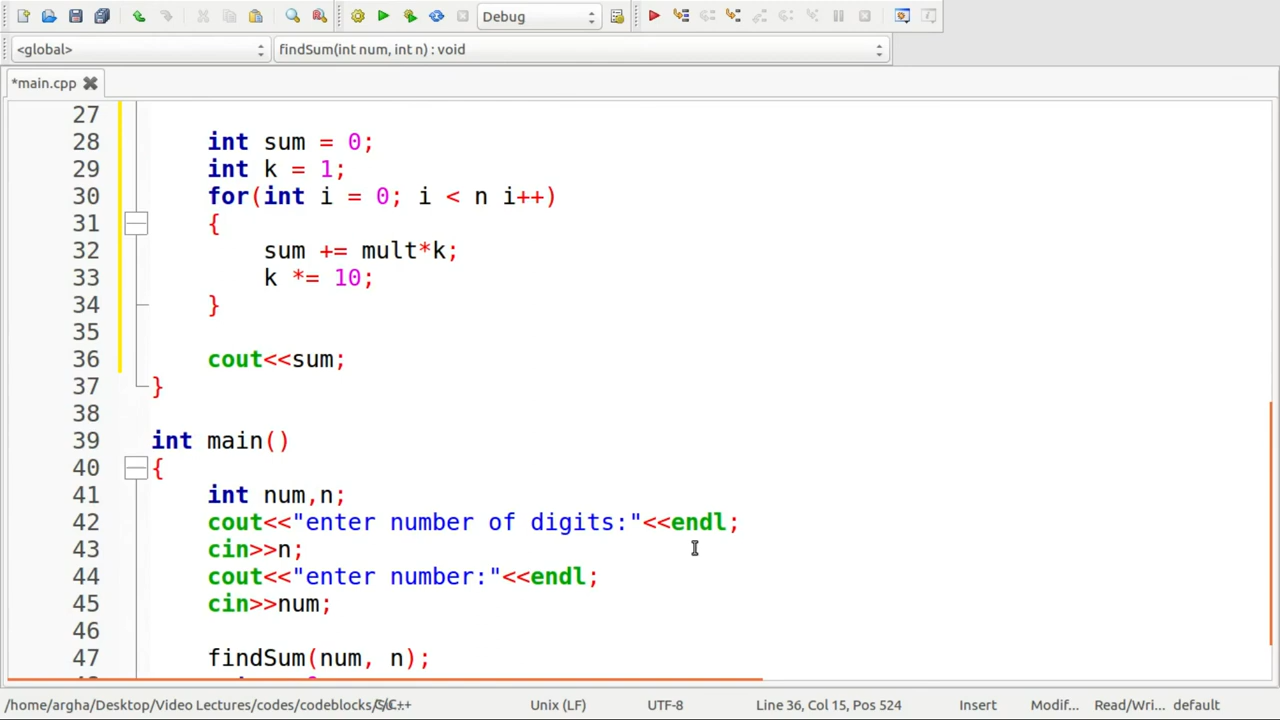 Debug
<global>
findSum(int num, int n) : void
*main.cpp
27
28 int sum = 0;
29 int k = 1;
30 for(int i = 0; i < n i++)
31 {
32 sum += mult*k;
33 k *= 10;
34 }
35
36 cout<<sum;
37 }
38
39 int main()
40 {
41 int num,n;
42 cout<<"enter number of digits:"<<endl;
43 cin>>n;
44 cout<<"enter number:"<<endl;
45 cin>>num;
46
47 findSum(num, n);
/home/argha/Desktop/Video Lectures/codes/codeblocks/ C/C++ Unix (LF) UTF-8 Line 36, Col 15, Pos 524 Insert Modif... Read/Wri... default